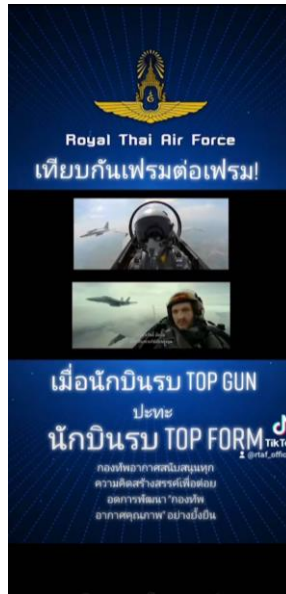 Royal Thai Air Force
เทียบกันเฟรมต่อเฟรม!
เมื่อนักบินรบ TOP GUN
ปะทะ
นักบินรบ TOP FORM
TikTok
กองทัพอากาศสนับสนุนทุก
ความคิดสร้างสรรค์เพื่อต่อย
อดการพัฒนา "กองทัพ
อากาศคุณภาพ" อย่างยั่งยืน